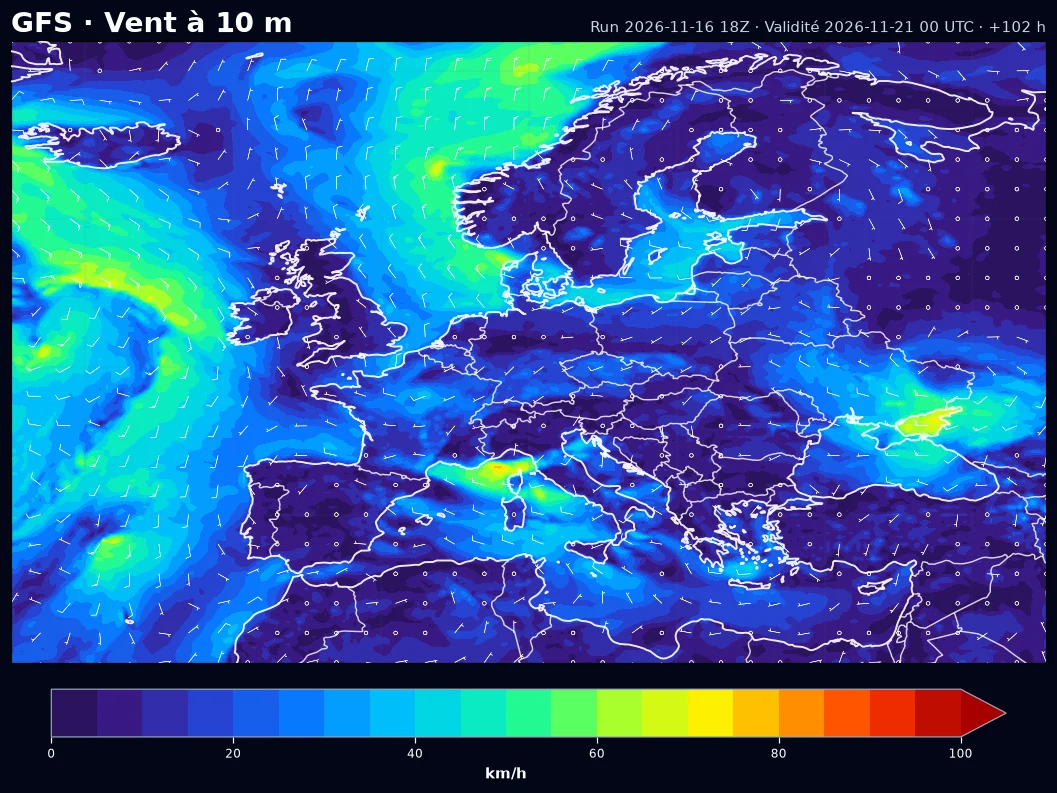 GFS · Vent à 10 m
Run 2026-11-16 18Z · Validité 2026-11-21 00 UTC · +102 h
0 20 40 60 80 100
km/h